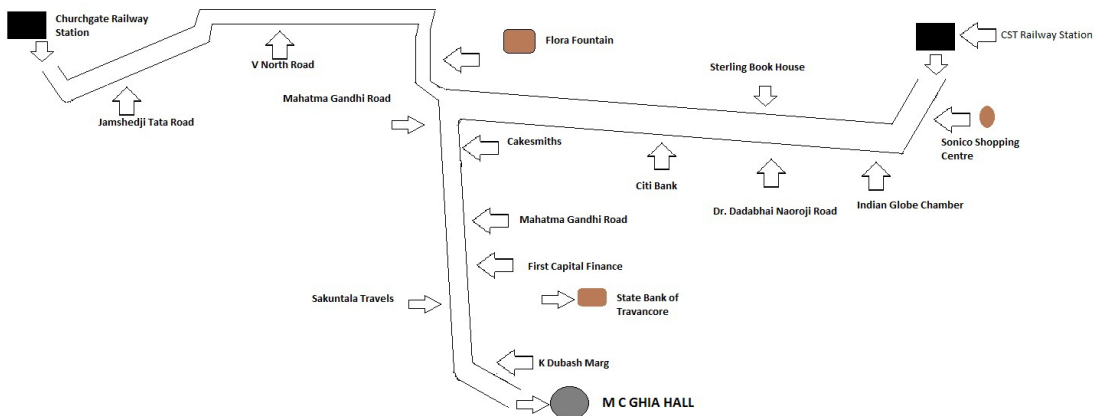 Churchgate Railway
Station
Flora Fountain
CST Railway Station
V North Road
Sterling Book House
Mahatma Gandhi Road
Jamshedji Tata Road
Cakesmiths
Sonico Shopping
Centre
Citi Bank
Dr. Dadabhai Naoroji Road
Indian Globe Chamber
Mahatma Gandhi Road
First Capital Finance
Sakuntala Travels
State Bank of
Travancore
K Dubash Marg
M C GHIA HALL